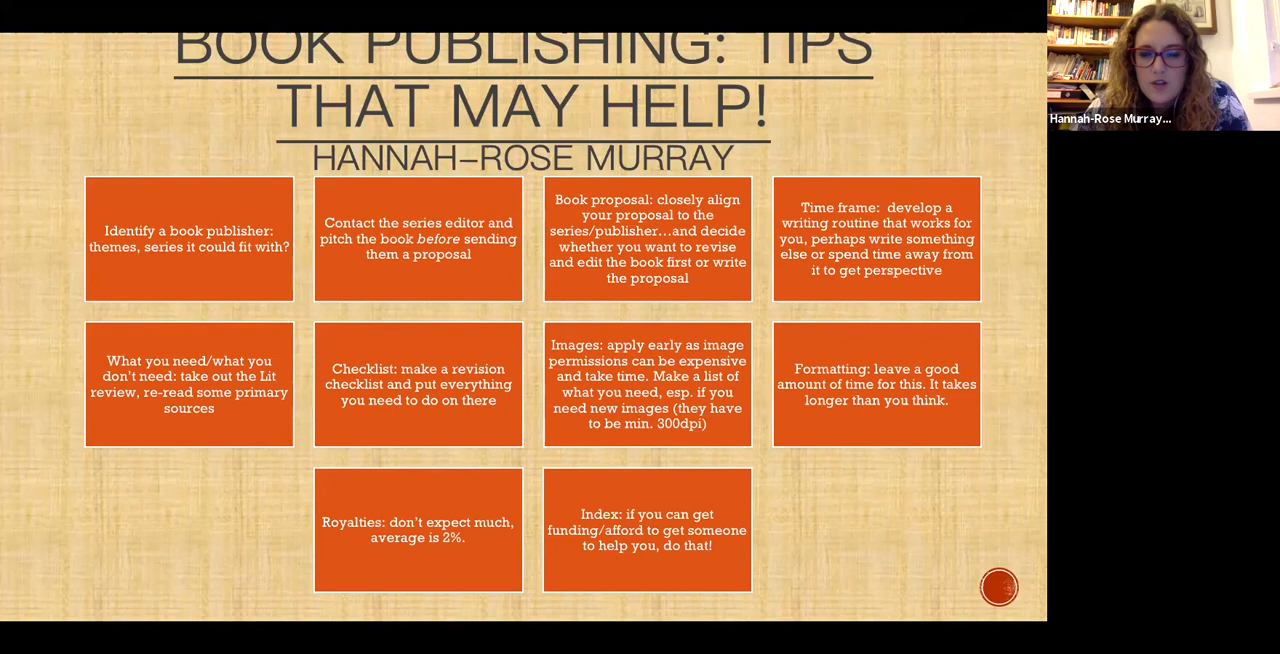 BOOK PUBLISHING: TIPS
THAT MAY HELP!
HANNAH-ROSE MURRAY
Identify a book publisher:
themes, series it could fit with?
Contact the series editor and
pitch the book before sending
them a proposal
Book proposal: closely align
your proposal to the
series/publisher...and decide
whether you want to revise
and edit the book first or write
the proposal
Time frame:  develop a
writing routine that works for
you, perhaps write something
else or spend time away from
it to get perspective
What you need/what you
don't need: take out the Lit
review, re-read some primary
sources
Checklist: make a revision
checklist and put everything
you need to do on there
Images: apply early as image
permissions can be expensive
and take time. Make a list of
what you need, esp. if you
need new images (they have
to be min. 300dpi)
Formatting: leave a good
amount of time for this. It takes
longer than you think.
Royalties: don't expect much,
average is 2%.
Index: if you can get
funding/afford to get someone
to help you, do that!
Hannah-Rose Murray...